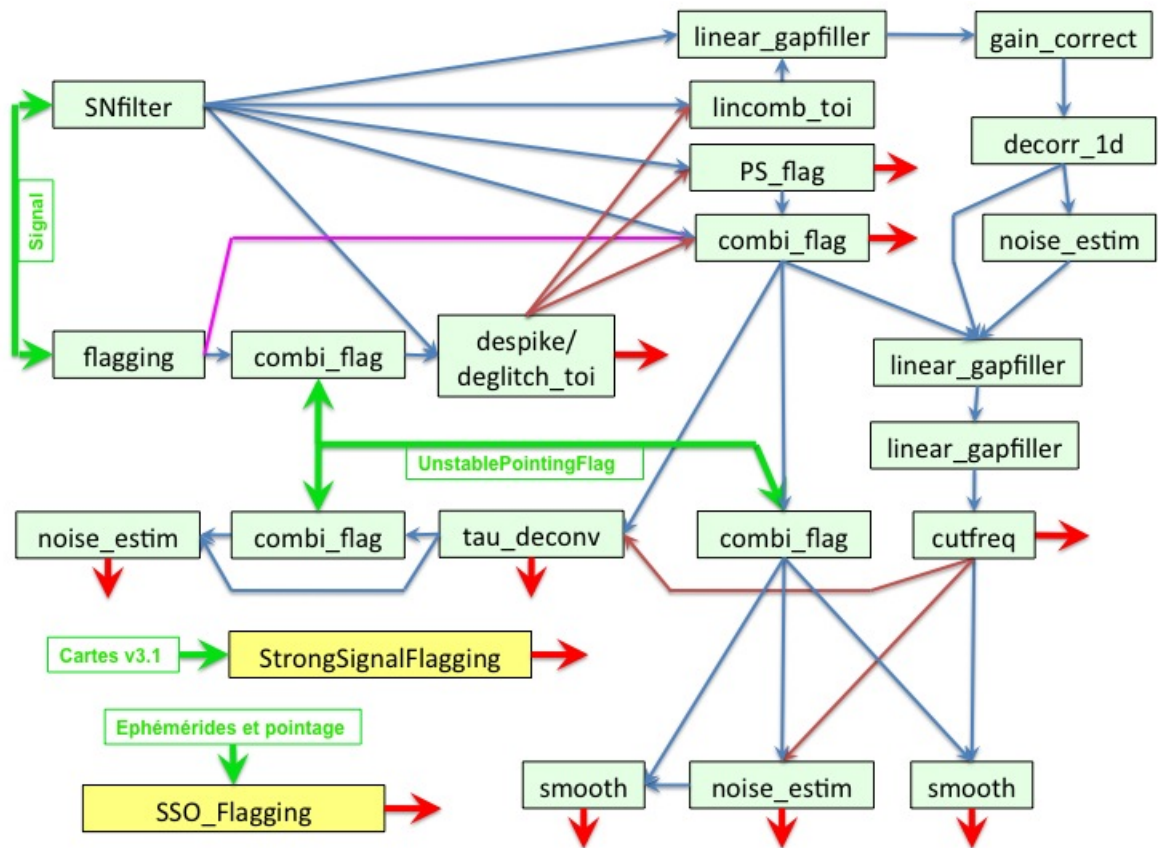 linear_gapfiller
gain_correct
SNfilter
lincomb_toi
decorr_1d
PS_flag
Signal
combi_flag
noise_estim
flagging
combi_flag
despike/
deglitch_toi
linear_gapfiller
linear_gapfiller
UnstablePointingFlag
noise_estim
combi_flag
tau_deconv
combi_flag
cutfreq
Cartes v3.1
StrongSignalFlagging
Ephémérides et pointage
SSO_Flagging
smooth
noise_estim
smooth